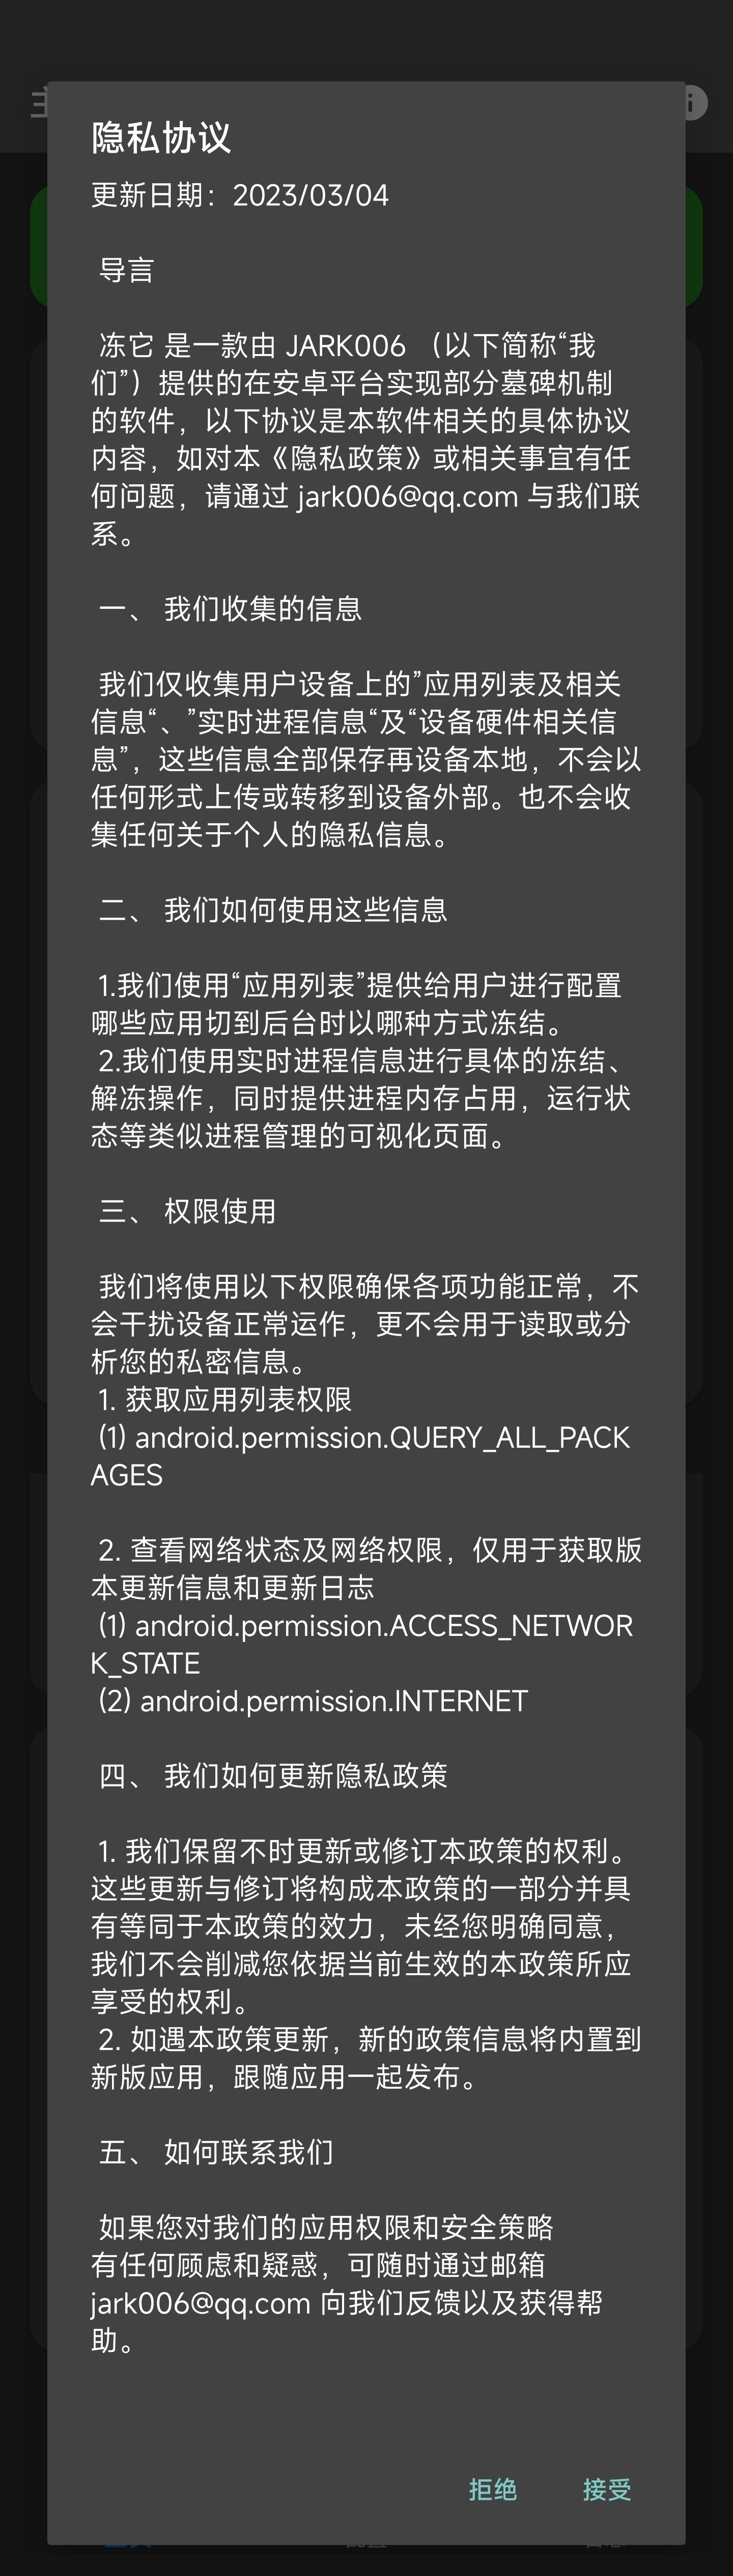 隐私协议
更新日期：2023/03/04
导言
冻它 是一款由 JARK006 （以下简称“我
们”）提供的在安卓平台实现部分墓碑机制
的软件，以下协议是本软件相关的具体协议
内容，如对本《隐私政策》或相关事宜有任
何问题，请通过 jark006@qq.com 与我们联
系。
一、 我们收集的信息
我们仅收集用户设备上的”应用列表及相关
信息“、”实时进程信息“及“设备硬件相关信
息”，这些信息全部保存再设备本地，不会以
任何形式上传或转移到设备外部。也不会收
集任何关于个人的隐私信息。
二、 我们如何使用这些信息
1.我们使用“应用列表”提供给用户进行配置
哪些应用切到后台时以哪种方式冻结。
2.我们使用实时进程信息进行具体的冻结、
解冻操作，同时提供进程内存占用，运行状
态等类似进程管理的可视化页面。
三、 权限使用
我们将使用以下权限确保各项功能正常，不
会干扰设备正常运作，更不会用于读取或分
析您的私密信息。
1. 获取应用列表权限
(1) android.permission.QUERY_ALL_PACK
AGES
2. 查看网络状态及网络权限，仅用于获取版
本更新信息和更新日志
(1) android.permission.ACCESS_NETWOR
K_STATE
(2) android.permission.INTERNET
四、 我们如何更新隐私政策
1. 我们保留不时更新或修订本政策的权利。
这些更新与修订将构成本政策的一部分并具
有等同于本政策的效力，未经您明确同意，
我们不会削减您依据当前生效的本政策所应
享受的权利。
2. 如遇本政策更新，新的政策信息将内置到
新版应用，跟随应用一起发布。
五、 如何联系我们
如果您对我们的应用权限和安全策略
有任何顾虑和疑惑，可随时通过邮箱
jark006@qq.com 向我们反馈以及获得帮
助。
拒绝 接受